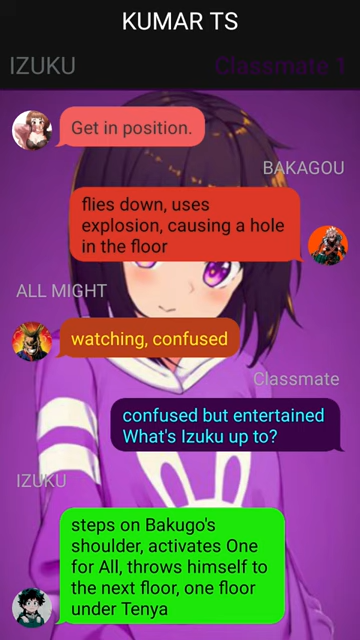 KUMAR TS
IZUKU
Classmate 1
Get in position.
BAKAGOU
flies down, uses
explosion, causing a hole
in the floor
ALL MIGHT
watching, confused
Classmate
confused but entertained
What's Izuku up to?
IZUKU
steps on Bakugo's
shoulder, activates One
for All, throws himself to
the next floor, one floor
under Tenya